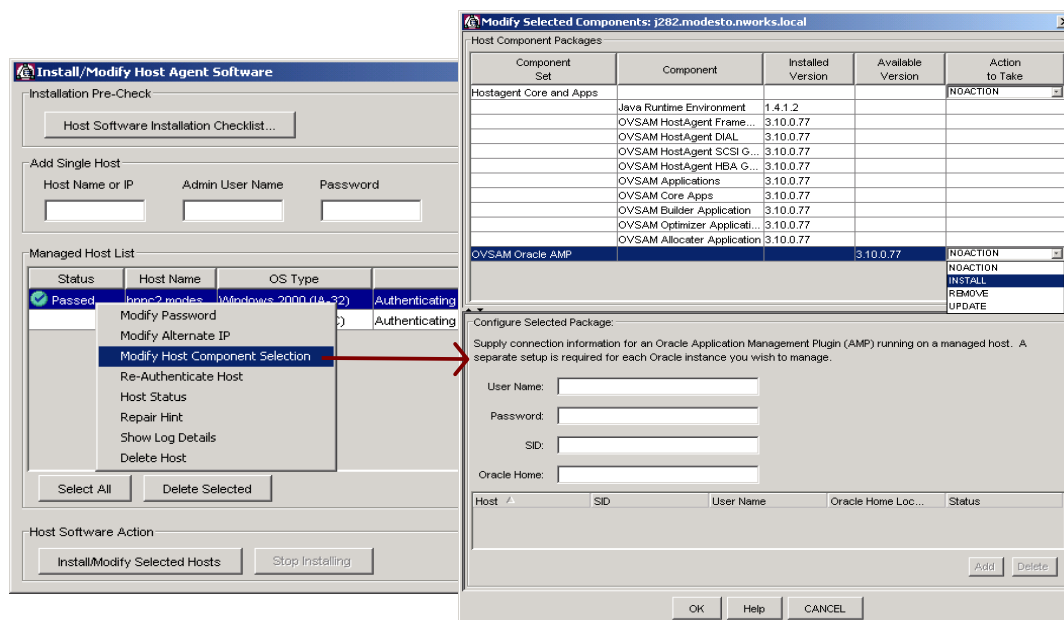 Install/Modify Host Agent Software
Installation Pre-Check
Host Software Installation Checklist...
Add Single Host
Host Name or IP Admin User Name Password
Managed Host List
Status Host Name OS Type
Passed hpnc2.modes Windows 2000 (IA-32) Authenticating
Authenticating
Modify Password
Modify Alternate IP
Modify Host Component Selection
Re-Authenticate Host
Host Status
Repair Hint
Show Log Details
Delete Host
Select All Delete Selected
Host Software Action
Install/Modify Selected Hosts Stop Installing
Modify Selected Components: j282.modesto.nworks.local
Host Component Packages
Component Set Component Installed Version Available Version Action to Take
Hostagent Core and Apps NOACTION
Java Runtime Environment 1.4.1.2
OVSAM HostAgent Frame... 3.10.0.77
OVSAM HostAgent DIAL 3.10.0.77
OVSAM HostAgent SCSI G... 3.10.0.77
OVSAM HostAgent HBA G... 3.10.0.77
OVSAM Applications 3.10.0.77
OVSAM Core Apps 3.10.0.77
OVSAM Builder Application 3.10.0.77
OVSAM Optimizer Applicati... 3.10.0.77
OVSAM Allocater Application 3.10.0.77
OVSAM Oracle AMP 3.10.0.77 NOACTION
NOACTION
INSTALL
REMOVE
UPDATE
Configure Selected Package:
Supply connection information for an Oracle Application Management Plugin (AMP) running on a managed host. A
separate setup is required for each Oracle instance you wish to manage.
User Name:
Password:
SID:
Oracle Home:
Host SID User Name Oracle Home Loc... Status
Add Delete
OK Help CANCEL